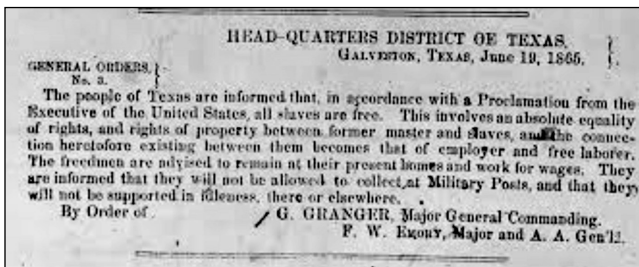 HEAD-QUARTERS DISTRICT OF TEXAS,
GALVESTON, TEXAS, June 19, 1865.
GENERAL ORDERS,
No. 3.
The people of Texas are informed that, in accordance with a Proclamation from the
Executive of the United States, all slaves are free. This involves an absolute equality
of rights, and rights of property between former master and slaves, and the connec-
tion heretofore existing between them becomes that of employer and free laborer.
The freedmen are advised to remain at their present homes and work for wages. They
are informed that they will not be allowed to collect at Military Posts, and that they
will not be supported in idleness, there or elsewhere.
By Order of
G. GRANGER, Major General Commanding.
F. W. EMORY, Major and A. A. Gen'l.